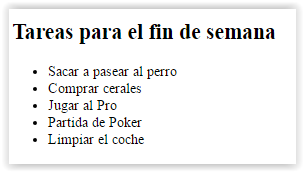 Tareas para el fin de semana
Sacar a pasear al perro
Comprar cerales
Jugar al Pro
Partida de Poker
Limpiar el coche